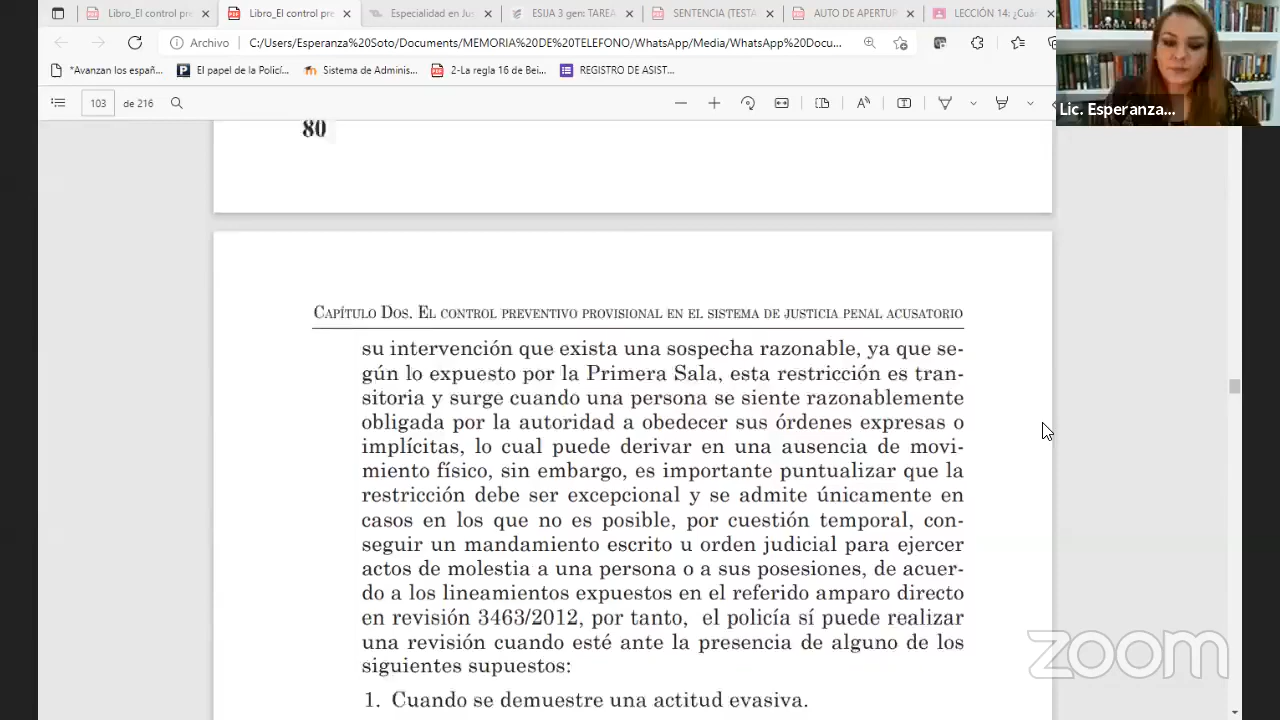 Libro_El control pre
Libro_El control pre
Especialidad en Jus
ESIJA 3 gen: TAREA
SENTENCIA (TESTA
AUTO DE APERTUR
LECCIÓN 14: ¿Cuá
Archivo
C:/Users/Esperanza%20Soto/Documents/MEMORIA%20DE%20TELEFONO/WhatsApp/Media/WhatsApp%20Docu...
*Avanzan los españ...
El papel de la Policí...
Sistema de Adminis...
2-La regla 16 de Bei...
REGISTRO DE ASIST...
103 de 216
Lic. Esperanza...
80
CAPÍTULO DOS. EL CONTROL PREVENTIVO PROVISIONAL EN EL SISTEMA DE JUSTICIA PENAL ACUSATORIO
su intervención que exista una sospecha razonable, ya que se-
gún lo expuesto por la Primera Sala, esta restricción es tran-
sitoria y surge cuando una persona se siente razonablemente
obligada por la autoridad a obedecer sus órdenes expresas o
implícitas, lo cual puede derivar en una ausencia de movi-
miento físico, sin embargo, es importante puntualizar que la
restricción debe ser excepcional y se admite únicamente en
casos en los que no es posible, por cuestión temporal, con-
seguir un mandamiento escrito u orden judicial para ejercer
actos de molestia a una persona o a sus posesiones, de acuer-
do a los lineamientos expuestos en el referido amparo directo
en revisión 3463/2012, por tanto, el policía sí puede realizar
una revisión cuando esté ante la presencia de alguno de los
siguientes supuestos:
1. Cuando se demuestre una actitud evasiva.
zoom